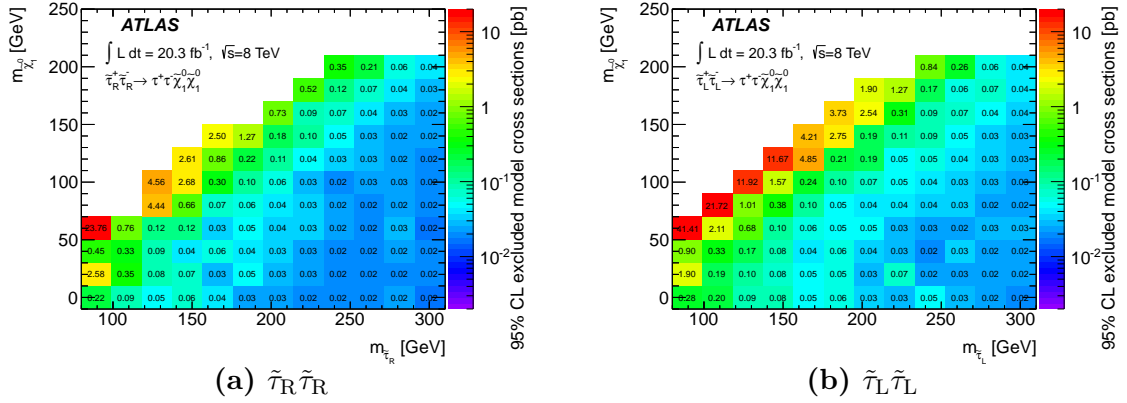 m_{χ̃⁰₁} [GeV]
250
200
150
100
50
0
ATLAS
∫ L dt = 20.3 fb⁻¹, √s=8 TeV
τ̃⁺_R τ̃⁻_R → τ⁺τ⁻χ̃⁰₁χ̃⁰₁
0.35 0.21 0.06 0.04
0.52 0.12 0.07 0.04 0.04
0.73 0.09 0.07 0.04 0.03 0.02
2.50 1.27 0.18 0.10 0.05 0.03 0.03 0.02
2.61 0.86 0.22 0.11 0.04 0.03 0.03 0.02
4.56 2.68 0.30 0.10 0.06 0.03 0.02 0.02 0.03 0.02
4.44 0.66 0.07 0.06 0.04 0.03 0.02 0.02 0.02 0.02
23.76 0.76 0.12 0.12 0.03 0.05 0.04 0.03 0.02 0.02 0.02 0.02
0.45 0.33 0.09 0.04 0.06 0.04 0.03 0.03 0.02 0.02 0.02 0.02
2.58 0.35 0.08 0.07 0.03 0.05 0.03 0.03 0.02 0.02 0.02 0.02
0.22 0.09 0.05 0.06 0.04 0.03 0.03 0.03 0.02 0.02 0.02 0.02
100 150 200 250 300
m_{τ̃_R} [GeV]
10
1
10⁻¹
10⁻²
95% CL excluded model cross sections [pb]
(a) τ̃_R τ̃_R
m_{χ̃⁰₁} [GeV]
250
200
150
100
50
0
ATLAS
∫ L dt = 20.3 fb⁻¹, √s=8 TeV
τ̃⁺_L τ̃⁻_L → τ⁺τ⁻χ̃⁰₁χ̃⁰₁
0.84 0.26 0.06 0.04
1.90 1.27 0.17 0.06 0.04
3.73 2.54 0.31 0.07 0.04 0.03
4.21 2.75 0.19 0.11 0.09 0.04 0.03
11.67 4.85 0.21 0.19 0.05 0.05 0.04 0.03 0.02
11.92 1.57 0.24 0.10 0.07 0.05 0.04 0.03 0.03 0.02
21.72 1.01 0.38 0.10 0.05 0.04 0.04 0.03 0.03 0.03 0.02
41.41 2.11 0.68 0.10 0.06 0.05 0.05 0.03 0.03 0.02 0.03 0.02
0.90 0.33 0.17 0.08 0.05 0.04 0.04 0.03 0.02 0.03 0.02 0.02
1.90 0.19 0.10 0.08 0.05 0.04 0.03 0.07 0.02 0.02 0.02 0.02
0.28 0.20 0.09 0.08 0.05 0.05 0.04 0.03 0.05 0.03 0.02 0.02
100 150 200 250 300
m_{τ̃_L} [GeV]
10
1
10⁻¹
10⁻²
95% CL excluded model cross sections [pb]
(b) τ̃_L τ̃_L